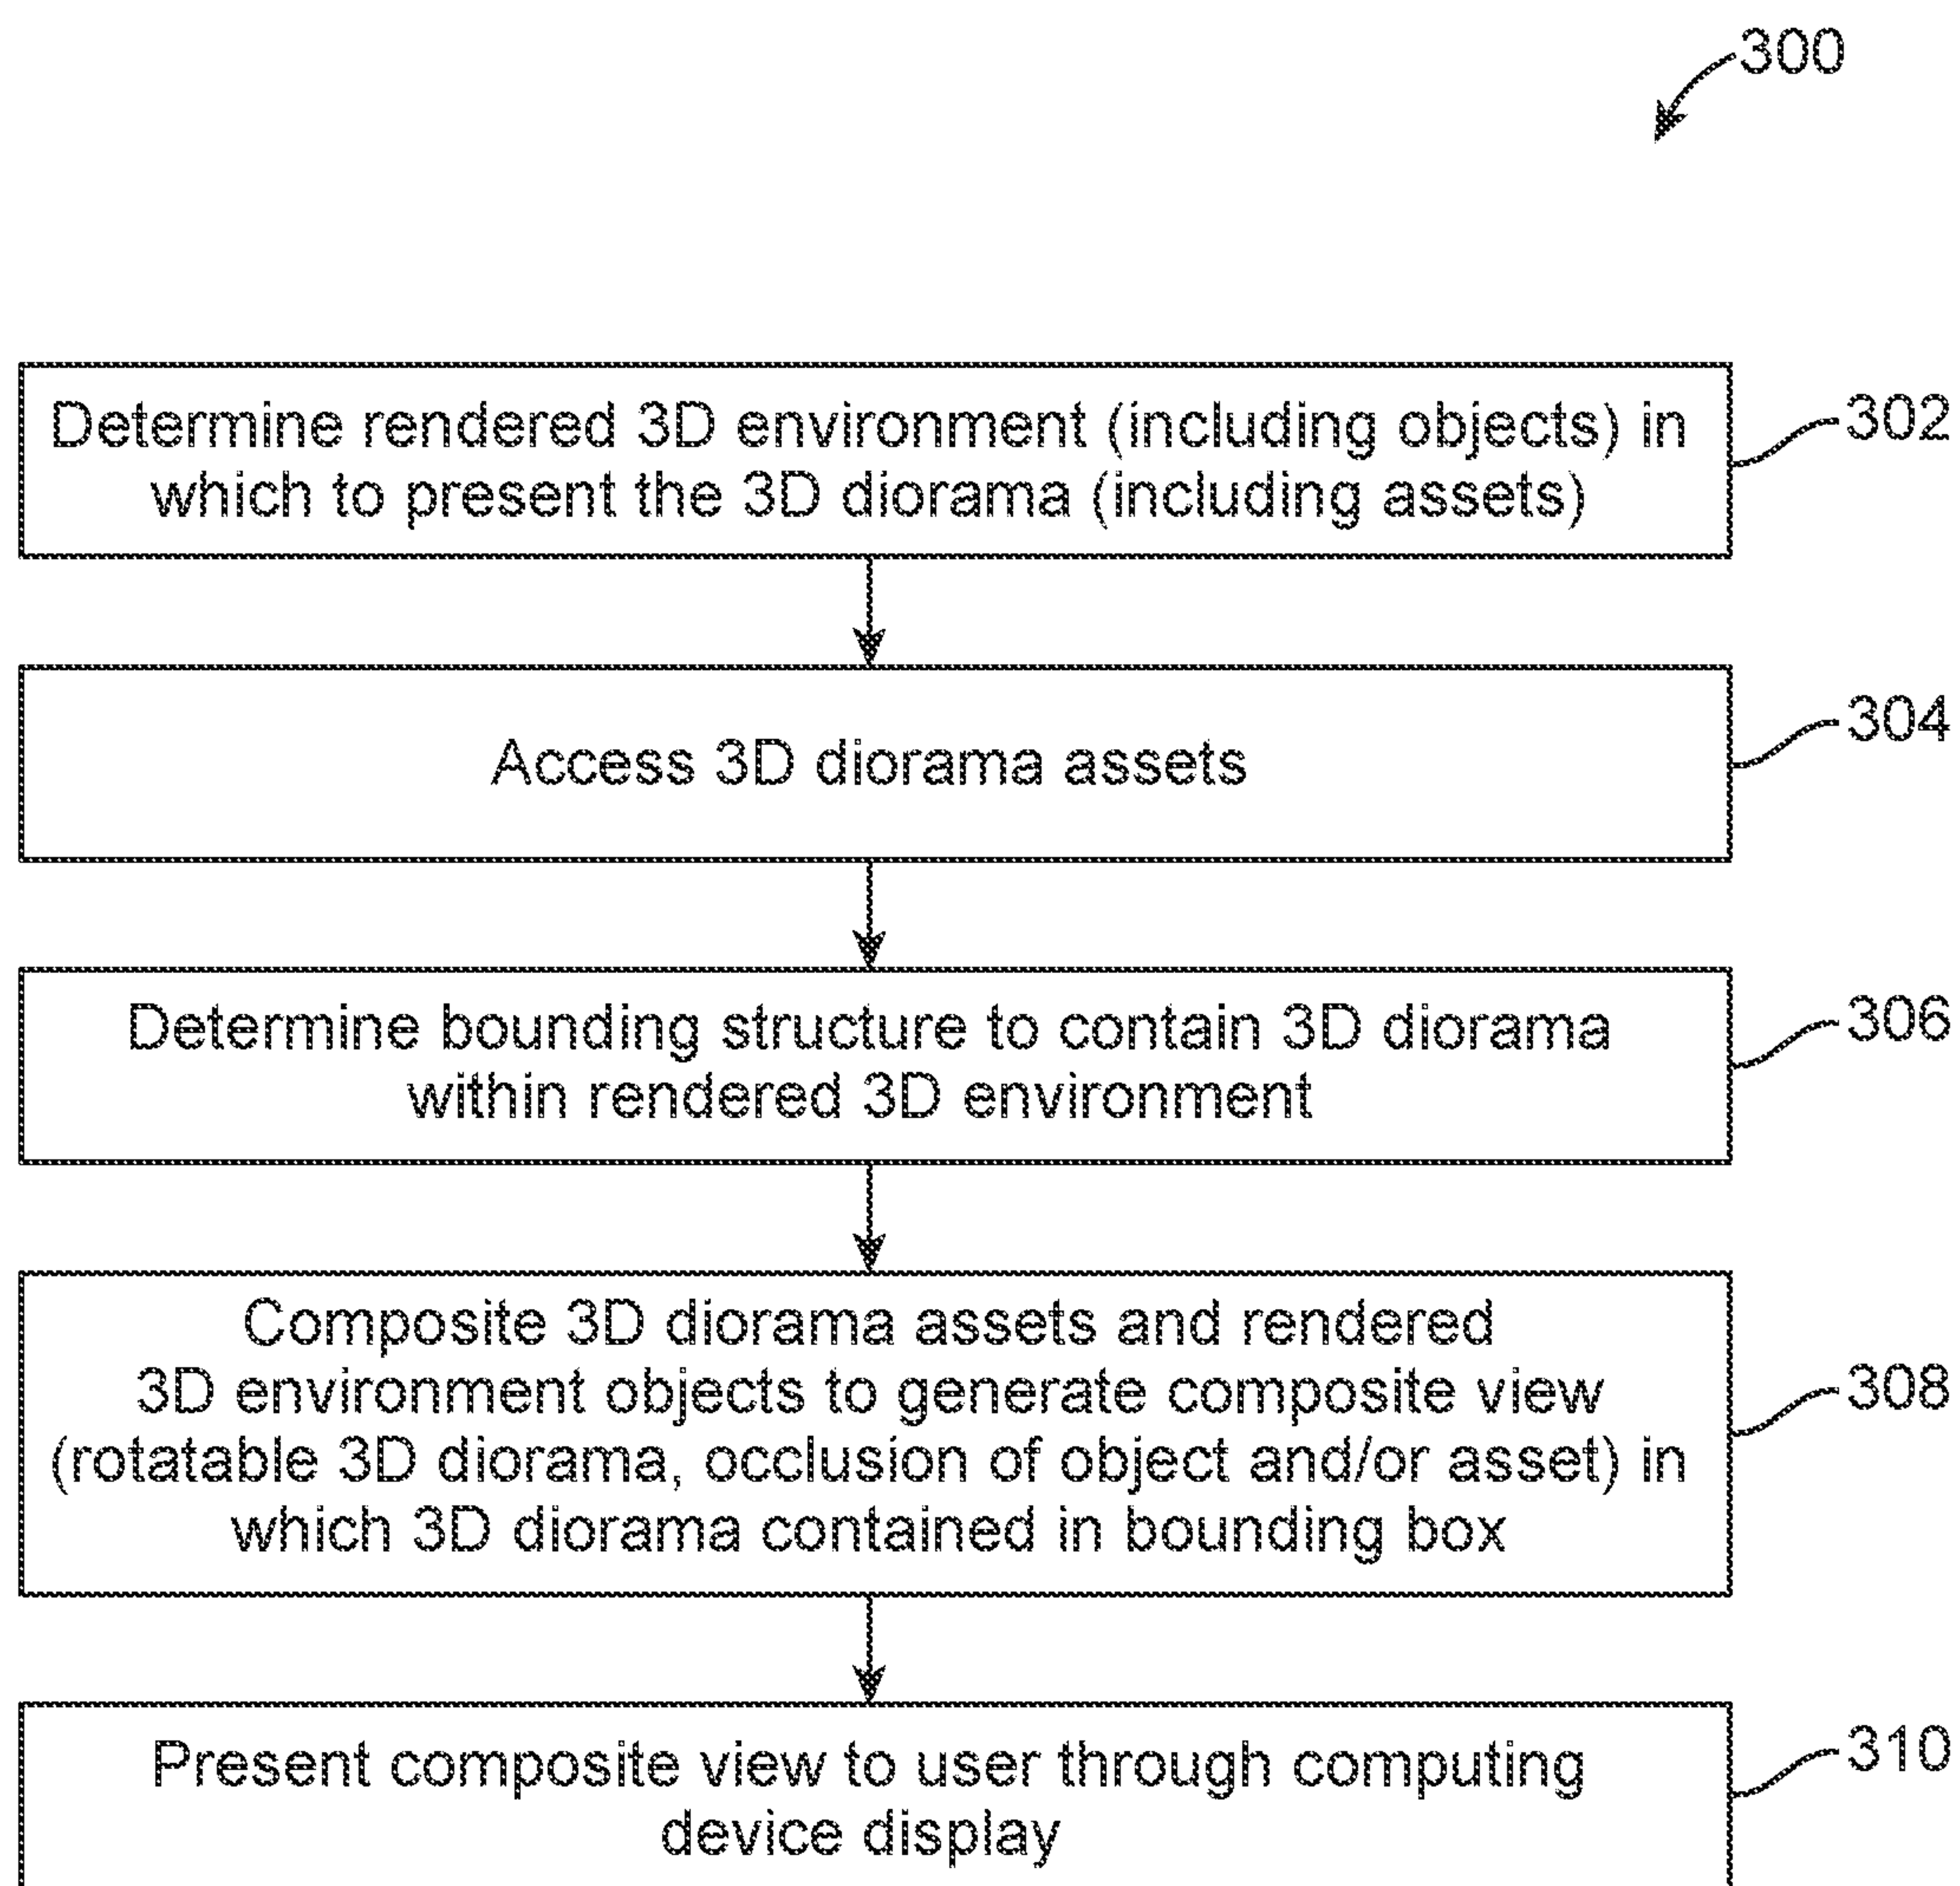 300
Determine rendered 3D environment (including objects) in
which to present the 3D diorama (including assets)
302
Access 3D diorama assets
304
Determine bounding structure to contain 3D diorama
within rendered 3D environment
306
Composite 3D diorama assets and rendered
3D environment objects to generate composite view
(rotatable 3D diorama, occlusion of object and/or asset) in
which 3D diorama contained in bounding box
308
Present composite view to user through computing
device display
310